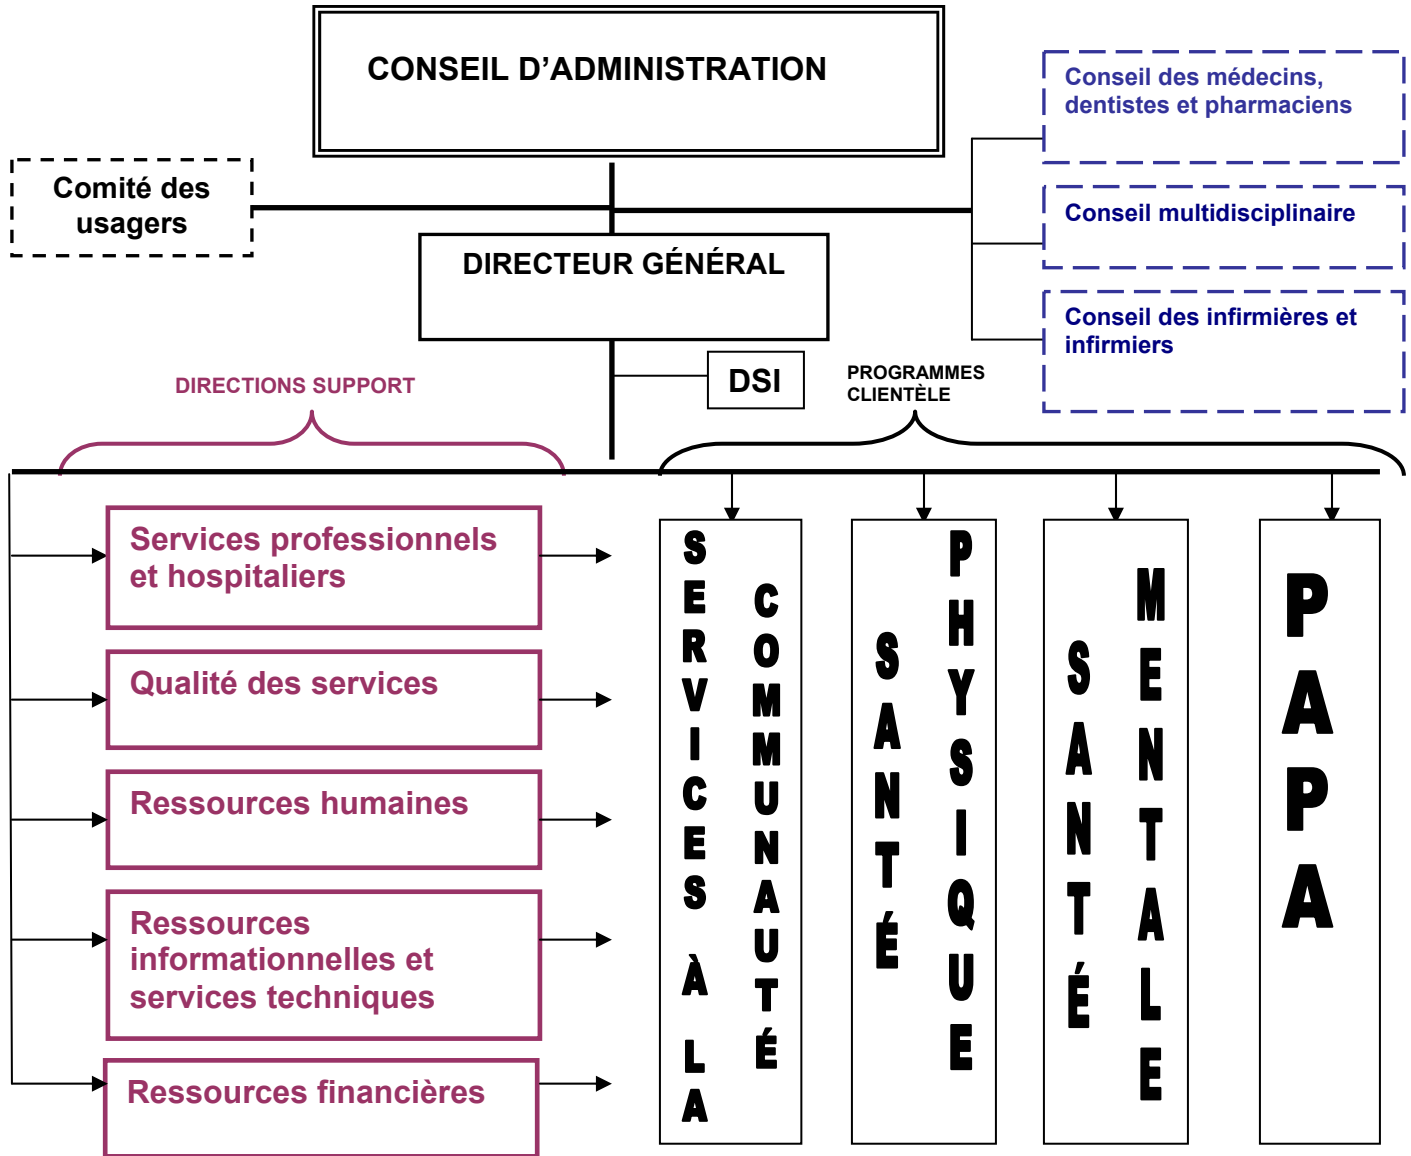 CONSEIL D’ADMINISTRATION
Conseil des médecins,
dentistes et pharmaciens
Comité des
usagers
Conseil multidisciplinaire
DIRECTEUR GÉNÉRAL
Conseil des infirmières et
infirmiers
DSI
DIRECTIONS SUPPORT
PROGRAMMES
CLIENTÈLE
Services professionnels
et hospitaliers
Qualité des services
Ressources humaines
Ressources
informationnelles et
services techniques
Ressources financières
SERVICES À LA
COMMUNAUTÉ
SANTÉ
PHYSIQUE
SANTÉ
MENTALE
PAPA